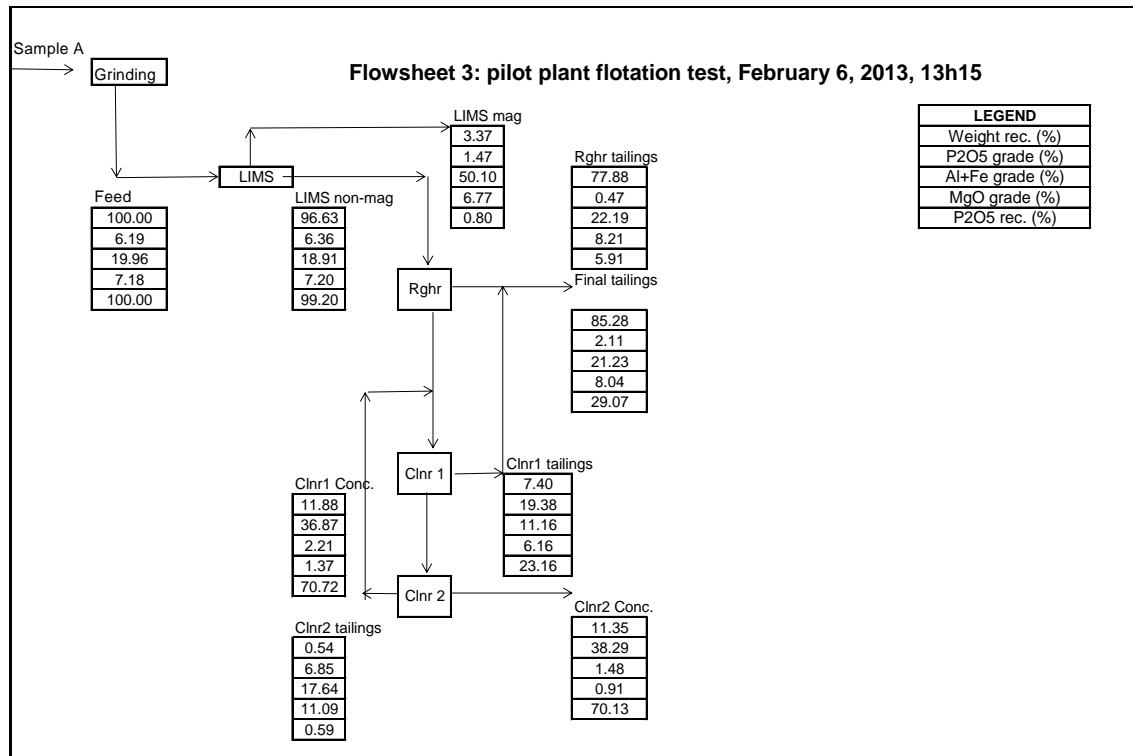 Sample A
Grinding
Flowsheet 3: pilot plant flotation test, February 6, 2013, 13h15
LIMS mag
3.37
1.47
50.10
6.77
0.80
LEGEND
Weight rec. (%)
P2O5 grade (%)
Al+Fe grade (%)
MgO grade (%)
P2O5 rec. (%)
LIMS
Rghr tailings
77.88
0.47
22.19
8.21
5.91
Feed
100.00
6.19
19.96
7.18
100.00
LIMS non-mag
96.63
6.36
18.91
7.20
99.20
Rghr
Final tailings
85.28
2.11
21.23
8.04
29.07
Clnr 1
Clnr1 tailings
7.40
19.38
11.16
6.16
23.16
Clnr1 Conc.
11.88
36.87
2.21
1.37
70.72
Clnr 2
Clnr2 Conc.
11.35
38.29
1.48
0.91
70.13
Clnr2 tailings
0.54
6.85
17.64
11.09
0.59